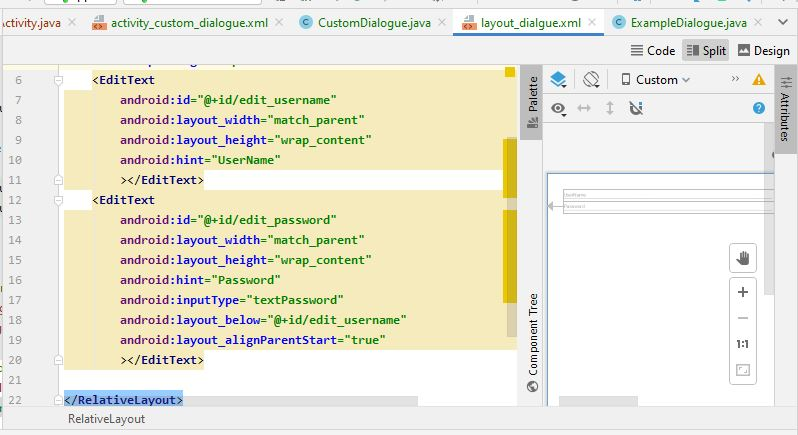 Activity.java
activity_custom_dialogue.xml
CustomDialogue.java
layout_dialgue.xml
ExampleDialogue.java
Code
Split
Design
6 <EditText
7 android:id="@+id/edit_username"
8 android:layout_width="match_parent"
9 android:layout_height="wrap_content"
10 android:hint="UserName"
11 ></EditText>
12 <EditText
13 android:id="@+id/edit_password"
14 android:layout_width="match_parent"
15 android:layout_height="wrap_content"
16 android:hint="Password"
17 android:inputType="textPassword"
18 android:layout_below="@+id/edit_username"
19 android:layout_alignParentStart="true"
20 ></EditText>
21
22 </RelativeLayout>
RelativeLayout
Palette
Component Tree
Custom
Attributes
UserName
Password
1:1